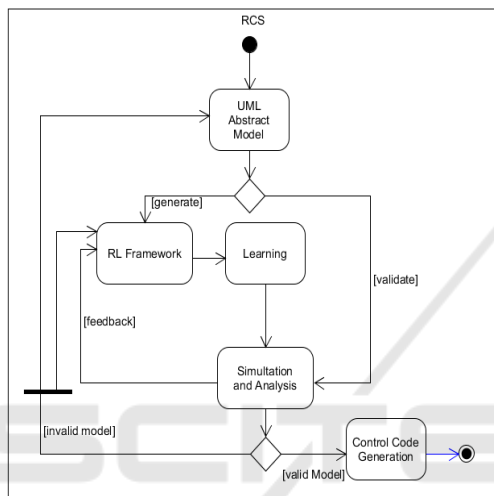 RCS
UML
Abstract
Model
[generate]
RL Framework
Learning
[validate]
[feedback]
Simultation
and Analysis
[invalid model]
Control Code
Generation
[valid Model]
SCITE